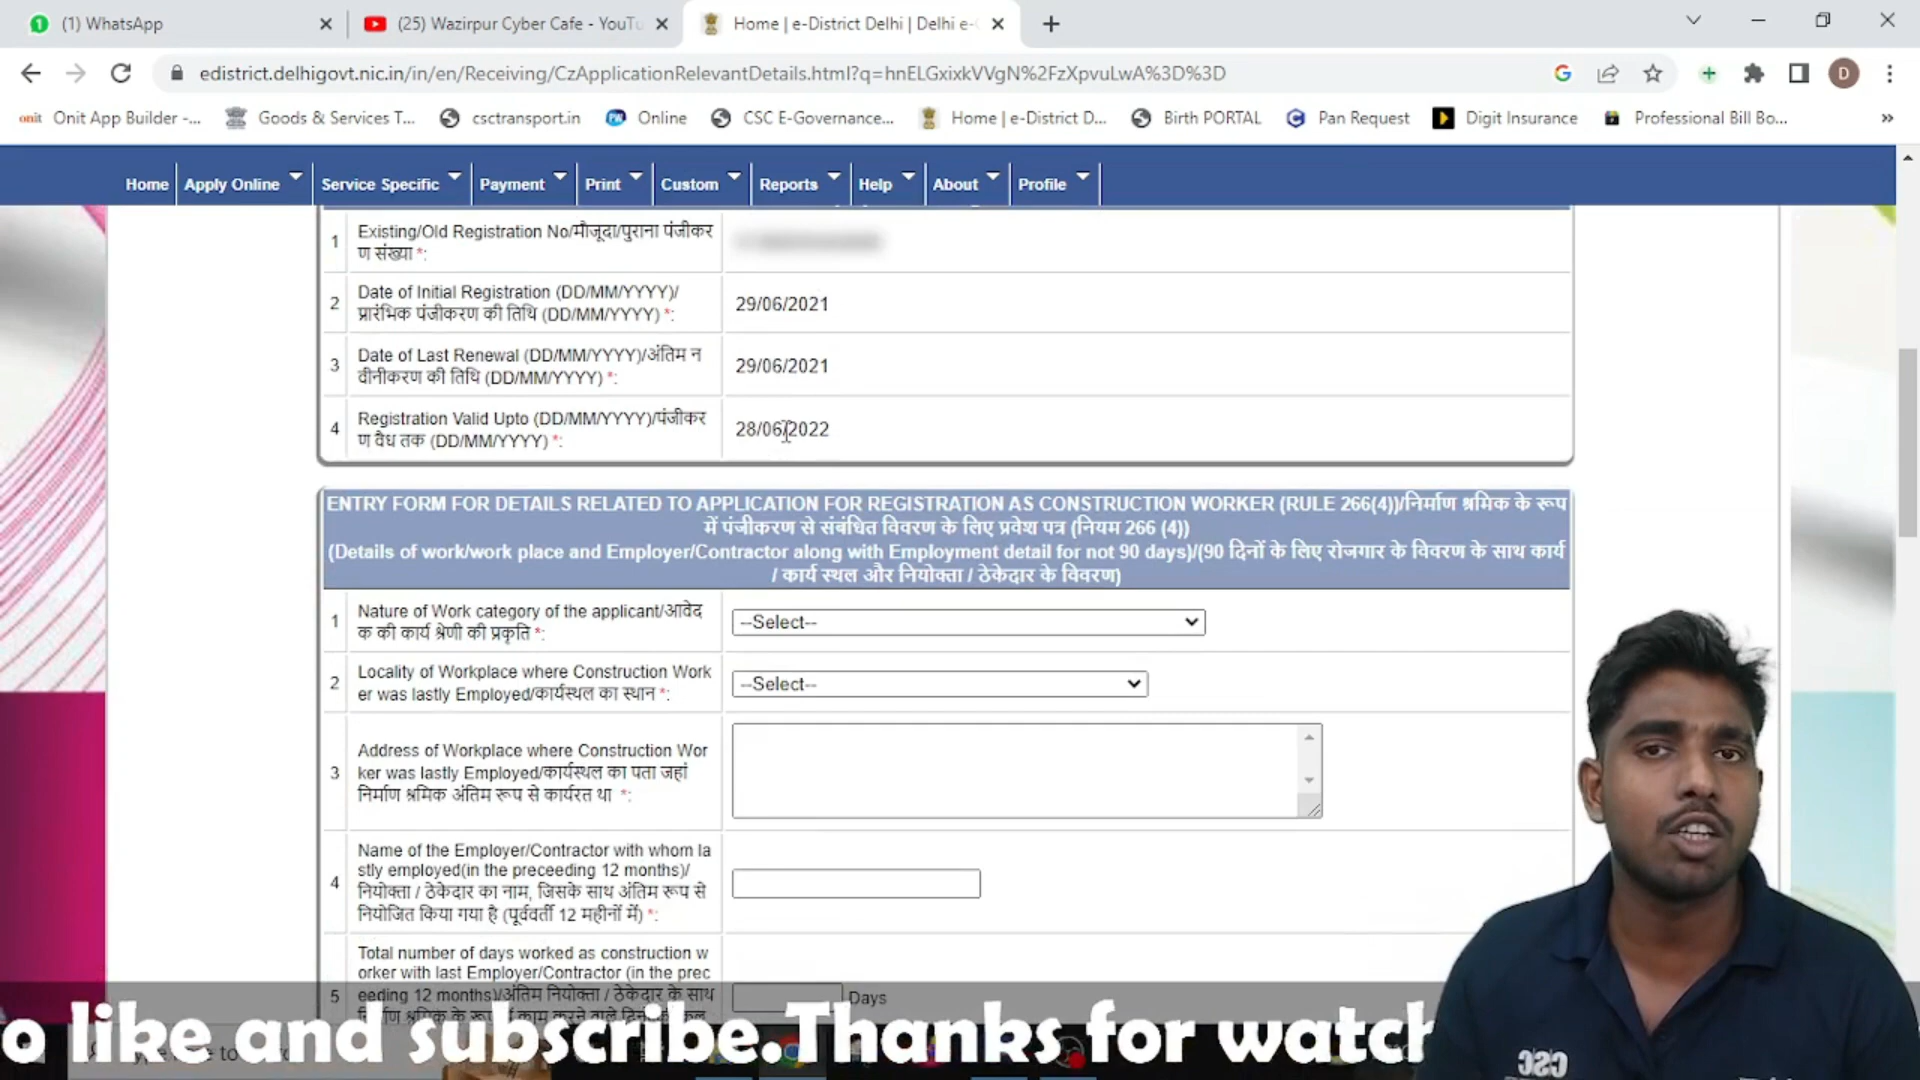 (1) WhatsApp
(25) Wazirpur Cyber Cafe - YouTu
Home | e-District Delhi | Delhi e-
edistrict.delhigovt.nic.in/in/en/Receiving/CzApplicationRelevantDetails.html?q=hnELGxixkVVgN%2FzXpvuLwA%3D%3D
onit Onit App Builder -... Goods & Services T... csctransport.in Online CSC E-Governance... Home | e-District D... Birth PORTAL Pan Request Digit Insurance Professional Bill Bo... »
Home Apply Online Service Specific Payment Print Custom Reports Help About Profile
1 Existing/Old Registration No/मौजूदा/पुराना पंजीकर
ण संख्या *:
2 Date of Initial Registration (DD/MM/YYYY)/
प्रारंभिक पंजीकरण की तिथि (DD/MM/YYYY) *:
29/06/2021
3 Date of Last Renewal (DD/MM/YYYY)/अंतिम न
वीनीकरण की तिथि (DD/MM/YYYY) *:
29/06/2021
4 Registration Valid Upto (DD/MM/YYYY)/पंजीकर
ण वैध तक (DD/MM/YYYY) *:
28/06/2022
ENTRY FORM FOR DETAILS RELATED TO APPLICATION FOR REGISTRATION AS CONSTRUCTION WORKER (RULE 266(4))/निर्माण श्रमिक के रूप
में पंजीकरण से संबंधित विवरण के लिए प्रवेश पत्र (नियम 266 (4))
(Details of work/work place and Employer/Contractor along with Employment detail for not 90 days)/(90 दिनों के लिए रोजगार के विवरण के साथ कार्य
/ कार्य स्थल और नियोक्ता / ठेकेदार के विवरण)
1 Nature of Work category of the applicant/आवेद
क की कार्य श्रेणी की प्रकृति *:
--Select--
2 Locality of Workplace where Construction Work
er was lastly Employed/कार्यस्थल का स्थान *:
--Select--
3 Address of Workplace where Construction Wor
ker was lastly Employed/कार्यस्थल का पता जहां
निर्माण श्रमिक अंतिम रूप से कार्यरत था *:
4 Name of the Employer/Contractor with whom la
stly employed(in the preceeding 12 months)/
नियोक्ता / ठेकेदार का नाम, जिसके साथ अंतिम रूप से
नियोजित किया गया है (पूर्ववर्ती 12 महीनों में) *:
5 Total number of days worked as construction w
orker with last Employer/Contractor (in the prec
eeding 12 months)/अंतिम नियोक्ता / ठेकेदार के साथ
Days
o like and subscribe.Thanks for watch
CSC